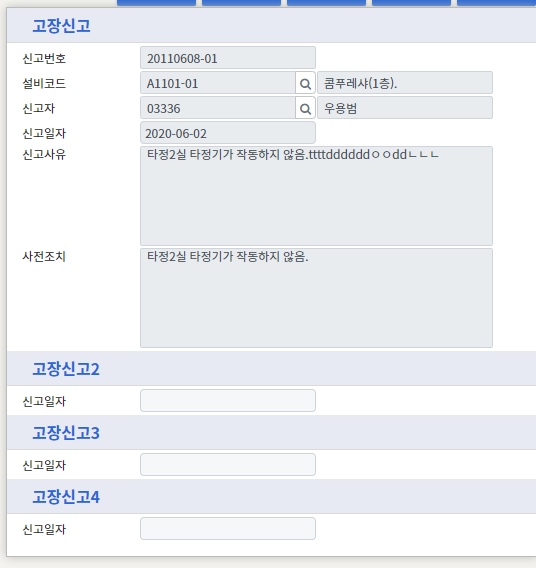 고장신고
신고번호 20110608-01
설비코드 A1101-01 콤푸레샤(1층).
신고자 03336 우용범
신고일자 2020-06-02
신고사유 타정2실 타정기가 작동하지 않음.ttttddddddㅇㅇddㄴㄴㄴ
사전조치 타정2실 타정기가 작동하지 않음.
고장신고2
신고일자
고장신고3
신고일자
고장신고4
신고일자